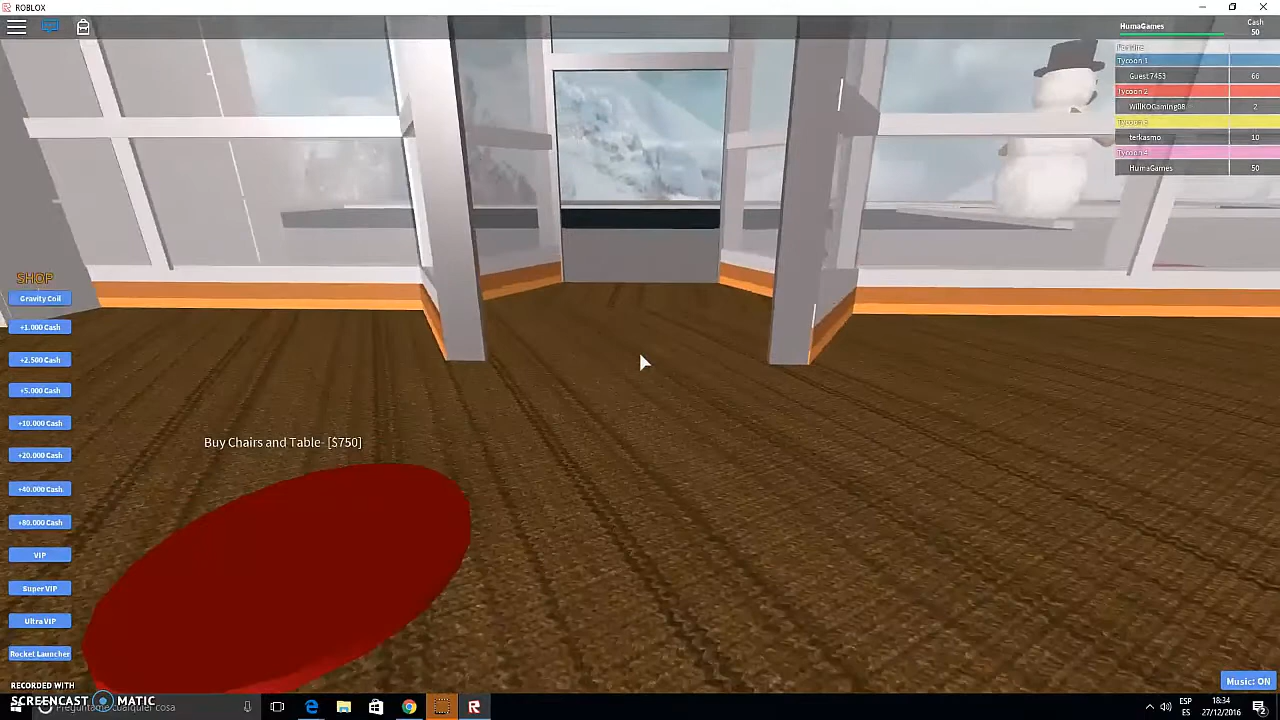 ROBLOX
HumaGames
Cash
50
Tycoon 1
Guest7453 66
Tycoon 2
WillKOGaming08 2
terkasmo 10
HumaGames 50
SHOP
Gravity Coil
+1.000 Cash
+2.500 Cash
+5.000 Cash
+10.000 Cash
+20.000 Cash
+40.000 Cash
+80.000 Cash
VIP
Super VIP
Ultra VIP
Rocket Launcher
Buy Chairs and Table- [$750]
Music: ON
RECORDED WITH
SCREENCAST MATIC
Pregúntame cualquier cosa
ESP
ES
18:34
27/12/2016